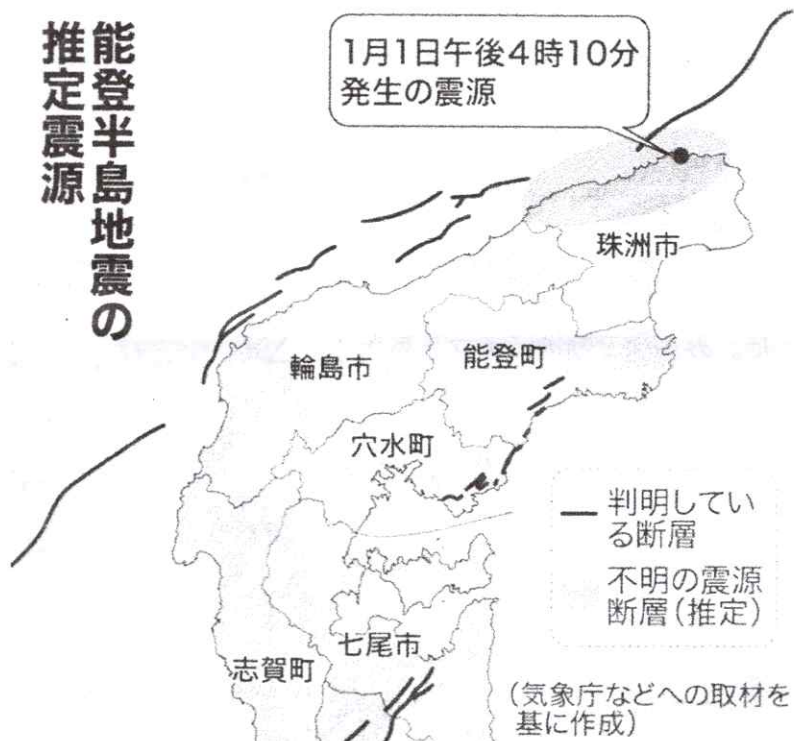 能登半島地震の
推定震源
1月1日午後4時10分
発生の震源
珠洲市
輪島市
能登町
穴水町
七尾市
志賀町
判明してい
る断層
不明の震源
断層(推定)
(気象庁などへの取材を
基に作成)